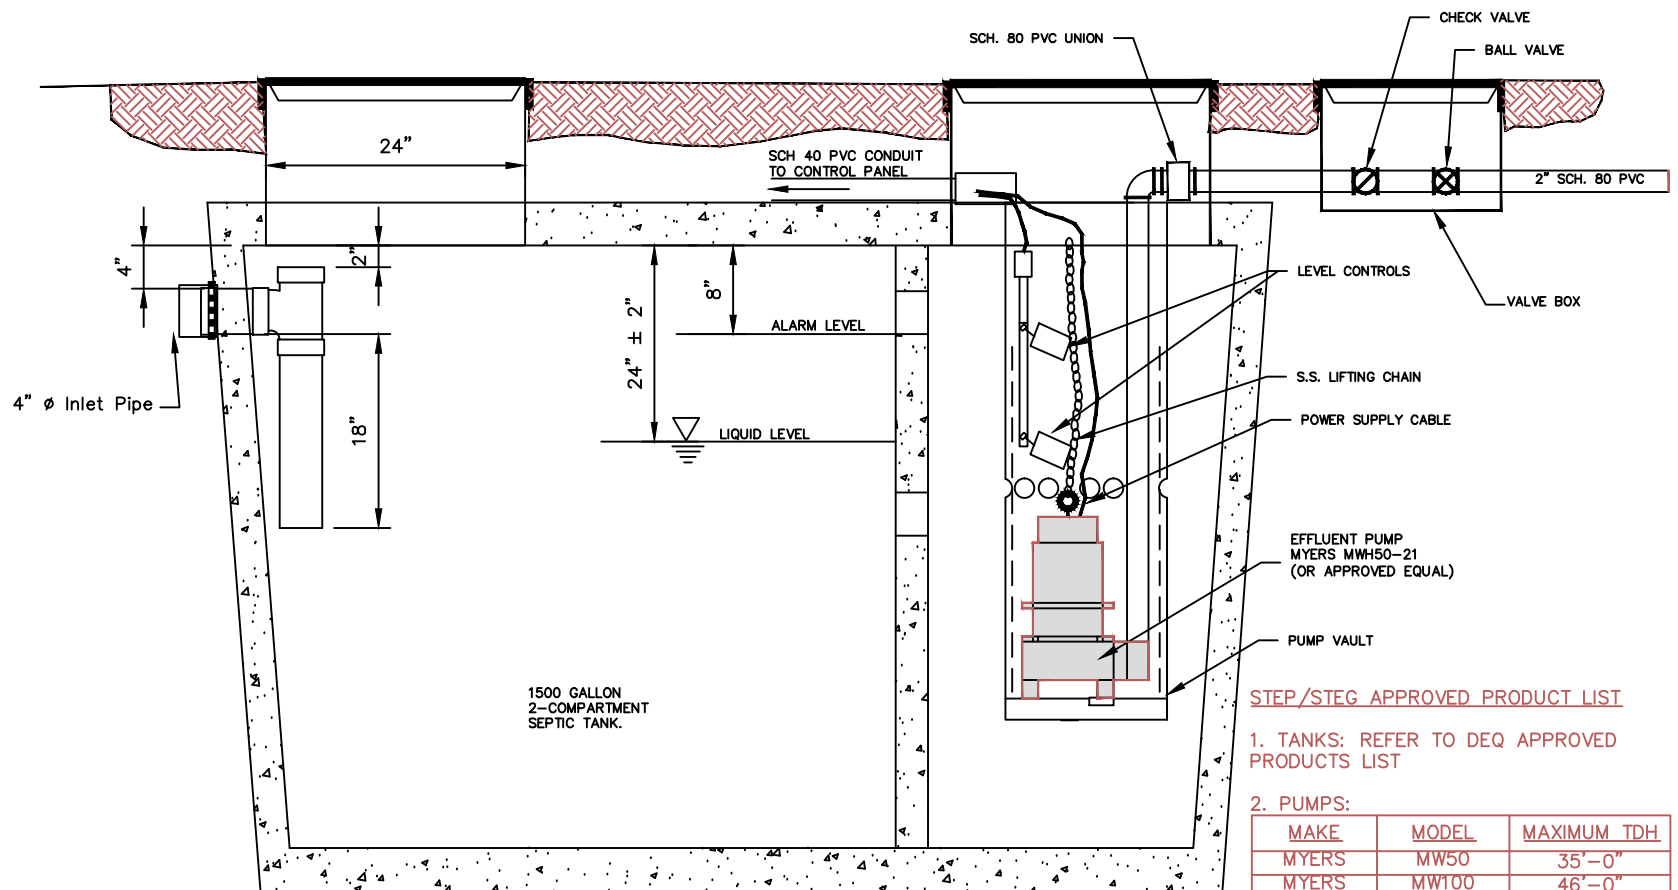 CHECK VALVE
SCH. 80 PVC UNION
BALL VALVE
24"
SCH 40 PVC CONDUIT
TO CONTROL PANEL
2" SCH. 80 PVC
4"
2"
24" ± 2"
8"
LEVEL CONTROLS
VALVE BOX
ALARM LEVEL
4" ø Inlet Pipe
18"
LIQUID LEVEL
S.S. LIFTING CHAIN
POWER SUPPLY CABLE
EFFLUENT PUMP
MYERS MWH50-21
(OR APPROVED EQUAL)
PUMP VAULT
1500 GALLON
2-COMPARTMENT
SEPTIC TANK.
STEP/STEG APPROVED PRODUCT LIST
1. TANKS: REFER TO DEQ APPROVED
PRODUCTS LIST
2. PUMPS:
MAKE MODEL MAXIMUM TDH
MYERS MW50 35'-0"
MYERS MW100 46'-0"